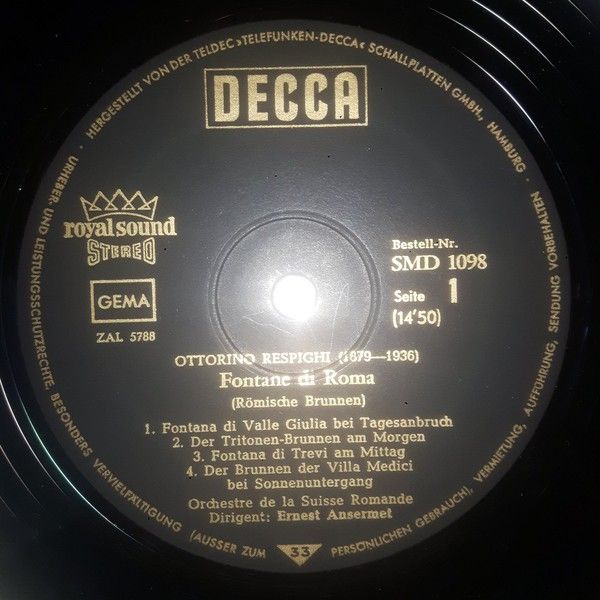 · HERGESTELLT VON DER TELDEC »TELEFUNKEN-DECCA« SCHALLPLATTEN GMBH., HAMBURG · URHEBER- UND LEISTUNGSSCHUTZRECHTE, BESONDERS VERVIELFÄLTIGUNG (AUSSER ZUM PERSÖNLICHEN GEBRAUCH), VERMIETUNG, AUFFÜHRUNG, SENDUNG VORBEHALTEN ·
DECCA
royal sound
STEREO
GEMA
ZAL 5788
Bestell-Nr.
SMD 1098
Seite 1
(14'50)
OTTORINO RESPIGHI (1879—1936)
Fontane di Roma
(Römische Brunnen)
1. Fontana di Valle Giulia bei Tagesanbruch
2. Der Tritonen-Brunnen am Morgen
3. Fontana di Trevi am Mittag
4. Der Brunnen der Villa Medici
bei Sonnenuntergang
Orchestre de la Suisse Romande
Dirigent: Ernest Ansermet
33